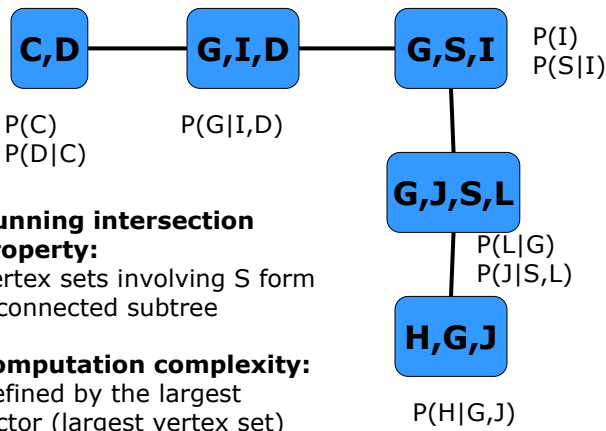 C,D
G,I,D
G,S,I
P(I)
P(S|I)
P(C)
P(D|C)
P(G|I,D)
G,J,S,L
P(L|G)
P(J|S,L)
unning intersection
roperty:
ertex sets involving S form
connected subtree
H,G,J
omputation complexity:
efined by the largest
ctor (largest vertex set)
P(H|G,J)